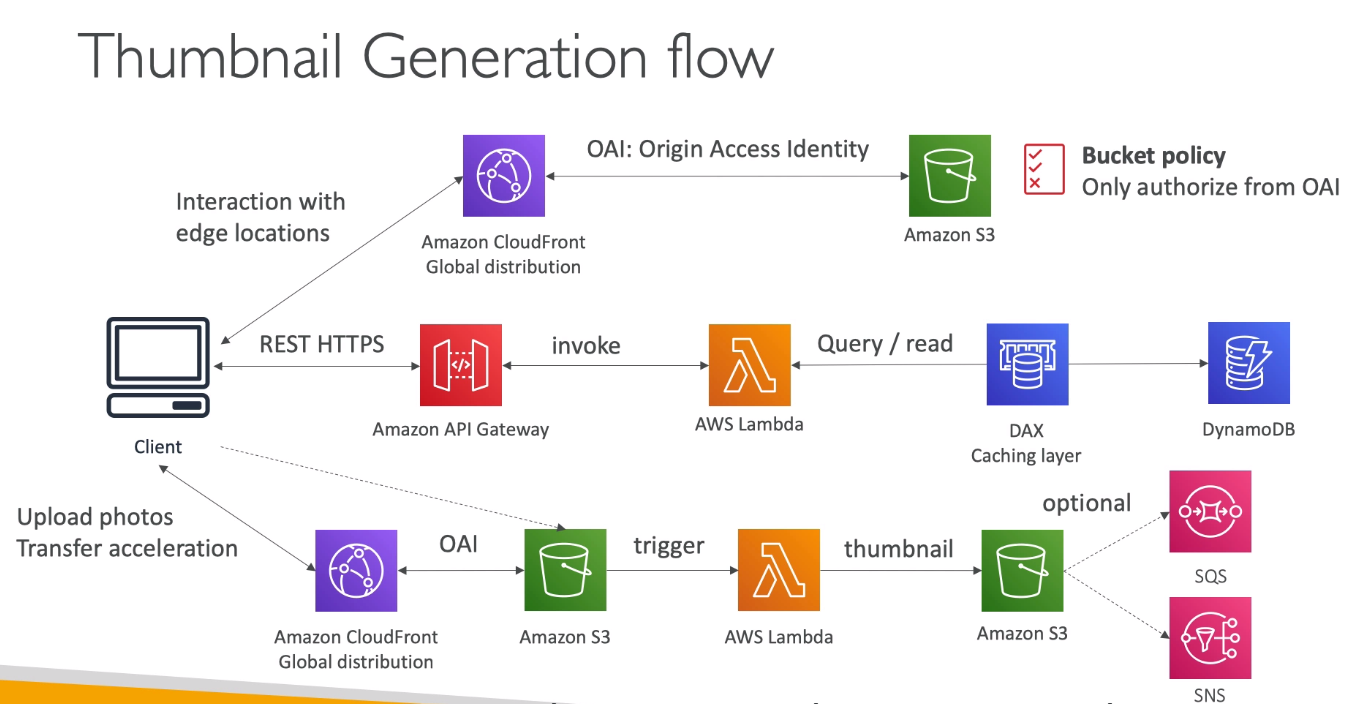 Thumbnail Generation flow
OAI: Origin Access Identity
Bucket policy
Only authorize from OAI
Interaction with
edge locations
Amazon CloudFront
Global distribution
Amazon S3
REST HTTPS
invoke
Query / read
Client
Amazon API Gateway
AWS Lambda
DAX
Caching layer
DynamoDB
Upload photos
Transfer acceleration
OAI
trigger
thumbnail
optional
SQS
Amazon CloudFront
Global distribution
Amazon S3
AWS Lambda
Amazon S3
SNS